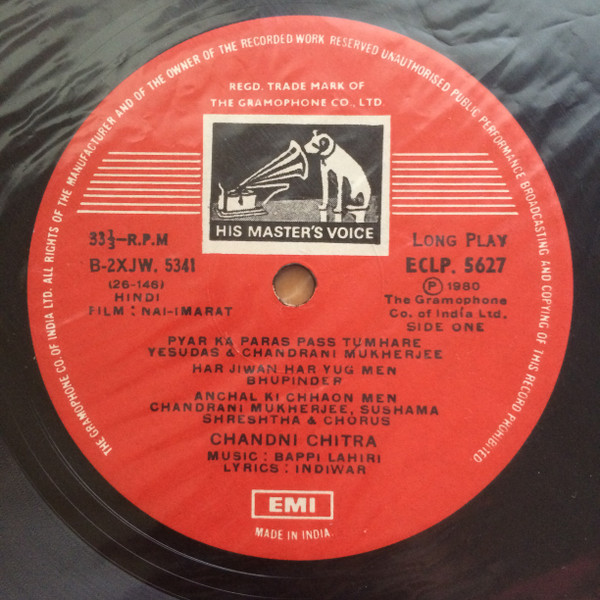 THE GRAMOPHONE CO. OF INDIA LTD. ALL RIGHTS OF THE MANUFACTURER AND OF THE OWNER OF THE RECORDED WORK RESERVED UNAUTHORISED PUBLIC PERFORMANCE BROADCASTING AND COPYING OF THIS RECORD PROHIBITED.
REGD. TRADE MARK OF
THE GRAMOPHONE CO., LTD.
HIS MASTER'S VOICE
33⅓-R.P.M
B-2XJW. 5341
(26-146)
HINDI
FILM : NAI-IMARAT
LONG PLAY
ECLP. 5627
Ⓟ 1980
The Gramophone
Co. of India Ltd.
SIDE ONE
PYAR KA PARAS PASS TUMHARE
YESUDAS & CHANDRANI MUKHERJEE
HAR JIWAN HAR YUG MEN
BHUPINDER
ANCHAL KI CHHAON MEN
CHANDRANI MUKHERJEE, SUSHAMA
SHRESHTHA & CHORUS
CHANDNI CHITRA
MUSIC : BAPPI LAHIRI
LYRICS : INDIWAR
EMI
MADE IN INDIA.